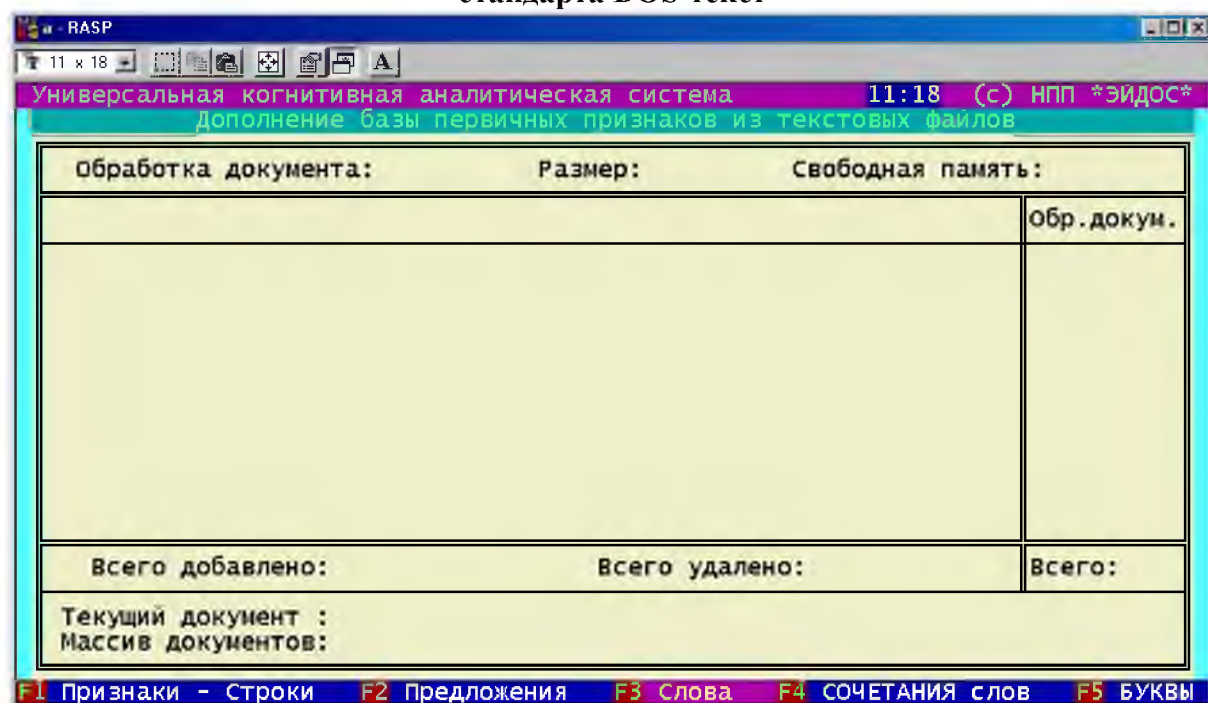 стандарта DOS-текст
α - RASP
11 x 18
Универсальная когнитивная аналитическая система 11:18 (с) НПП *ЭЙДОС*
Дополнение базы первичных признаков из текстовых файлов
Обработка документа: Размер: Свободная память:
Обр.докум.
Всего добавлено: Всего удалено: Всего:
Текущий документ :
Массив документов:
F1 Признаки - Строки F2 Предложения F3 Слова F4 СОЧЕТАНИЯ СЛОВ F5 БУКВЫ